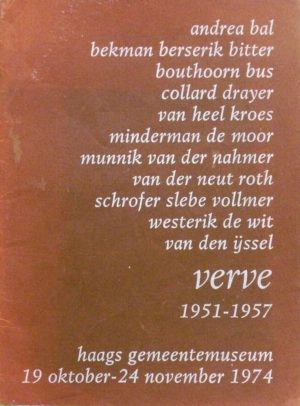 andrea bal
bekman berserik bitter
bouthoorn bus
collard drayer
van heel kroes
minderman de moor
munnik van der nahmer
van der neut roth
schrofer slebe vollmer
westerik de wit
van den ijssel
verve
1951-1957
haags gemeentemuseum
19 oktober-24 november 1974